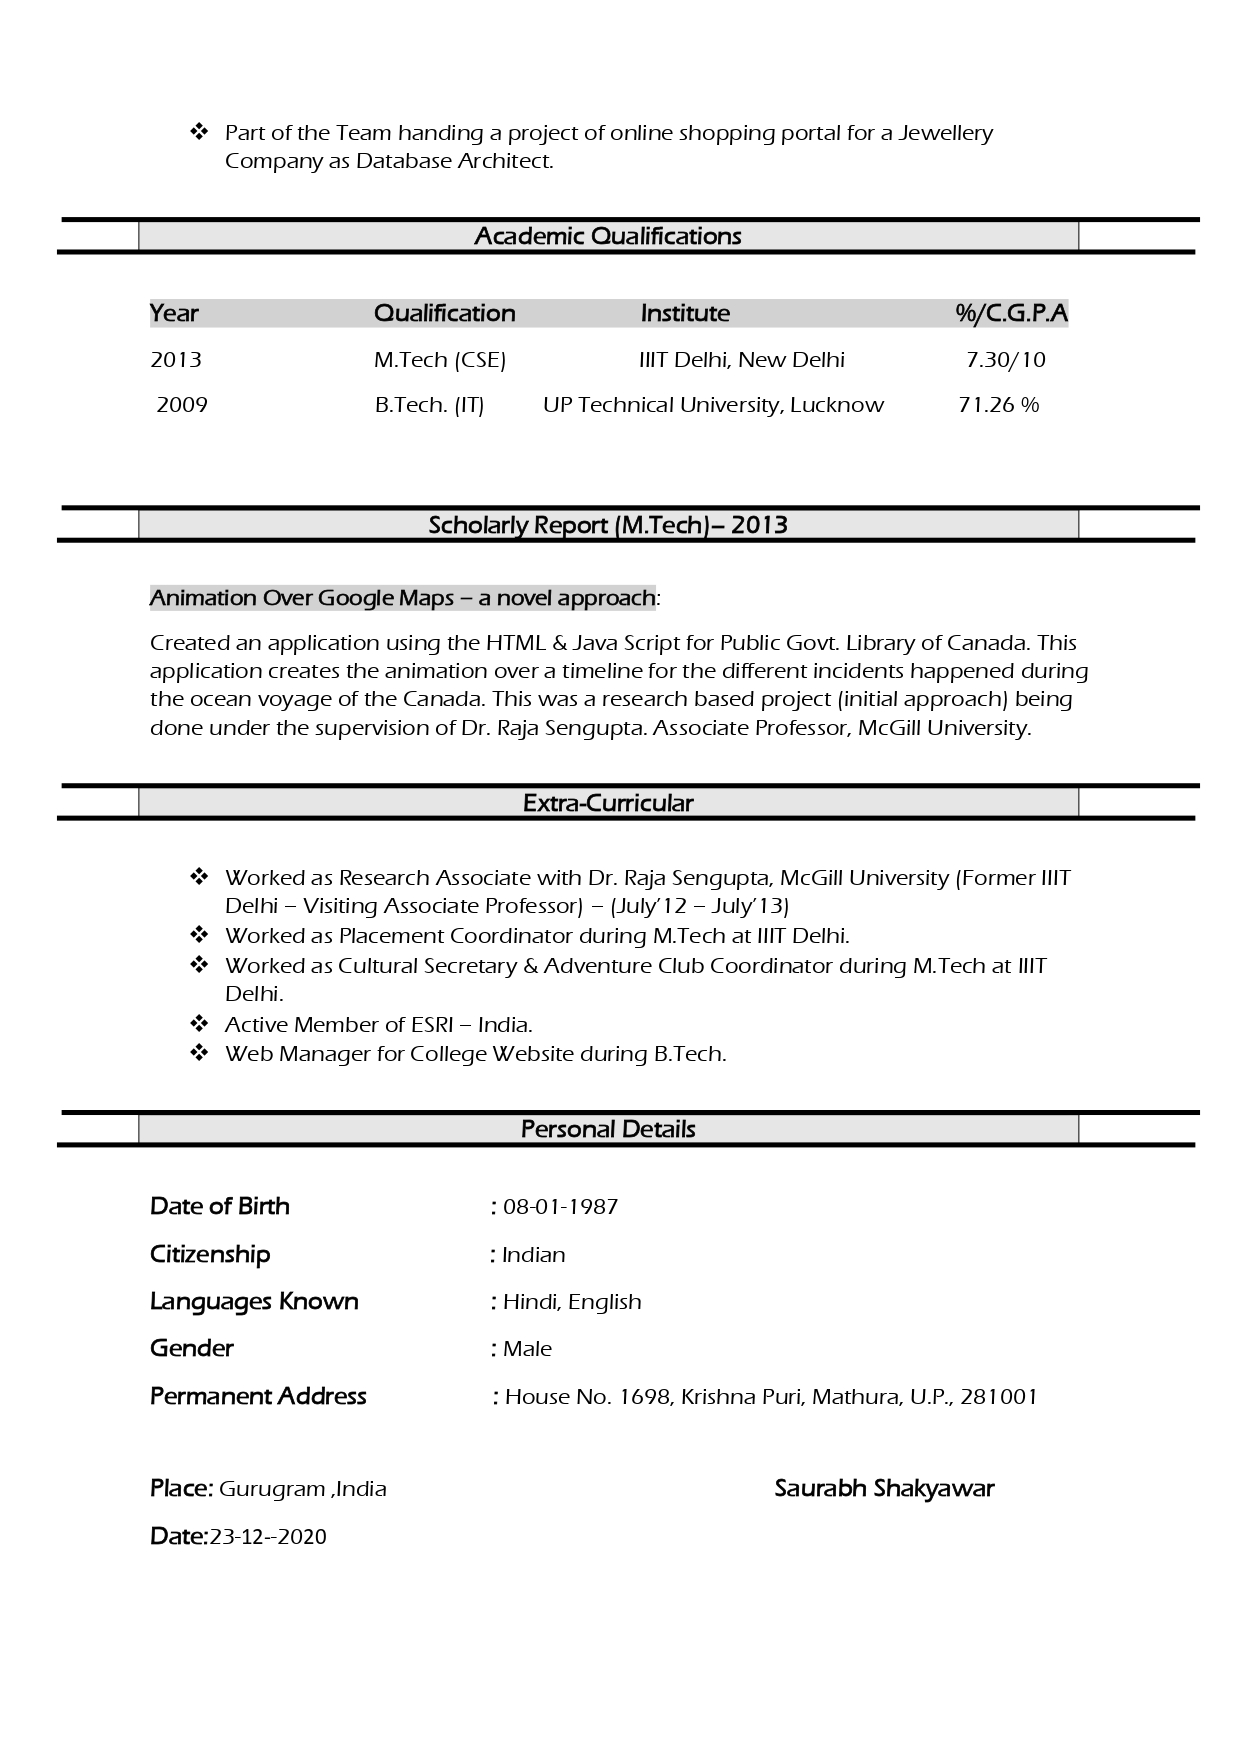 ❖ Part of the Team handing a project of online shopping portal for a Jewellery
Company as Database Architect.
Academic Qualifications
Year Qualification Institute %/C.G.P.A
2013 M.Tech (CSE) IIIT Delhi, New Delhi 7.30/10
2009 B.Tech. (IT) UP Technical University, Lucknow 71.26 %
Scholarly Report (M.Tech)– 2013
Animation Over Google Maps – a novel approach:
Created an application using the HTML & Java Script for Public Govt. Library of Canada. This
application creates the animation over a timeline for the different incidents happened during
the ocean voyage of the Canada. This was a research based project (initial approach) being
done under the supervision of Dr. Raja Sengupta. Associate Professor, McGill University.
Extra-Curricular
❖ Worked as Research Associate with Dr. Raja Sengupta, McGill University (Former IIIT
Delhi – Visiting Associate Professor) – (July’12 – July’13)
❖ Worked as Placement Coordinator during M.Tech at IIIT Delhi.
❖ Worked as Cultural Secretary & Adventure Club Coordinator during M.Tech at IIIT
Delhi.
❖ Active Member of ESRI – India.
❖ Web Manager for College Website during B.Tech.
Personal Details
Date of Birth : 08-01-1987
Citizenship : Indian
Languages Known : Hindi, English
Gender : Male
Permanent Address : House No. 1698, Krishna Puri, Mathura, U.P., 281001
Place: Gurugram ,India Saurabh Shakyawar
Date:23-12--2020